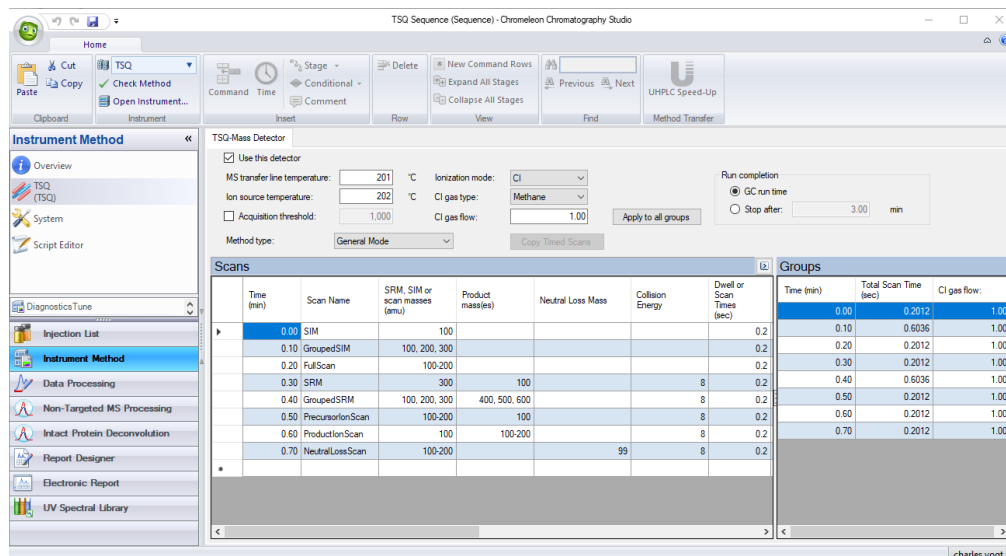 TSQ Sequence (Sequence) - Chromeleon Chromatography Studio
Home
Paste
Cut
Copy
Clipboard
TSQ
Check Method
Open Instrument...
Instrument
Command
Time
Stage
Conditional
Comment
Insert
Delete
Row
New Command Rows
Expand All Stages
Collapse All Stages
View
Previous Next
Find
UHPLC Speed-Up
Method Transfer
Instrument Method «
Overview
TSQ
(TSQ)
System
Script Editor
DiagnosticsTune
Injection List
Instrument Method
Data Processing
Non-Targeted MS Processing
Intact Protein Deconvolution
Report Designer
Electronic Report
UV Spectral Library
TSQ-Mass Detector
Use this detector
MS transfer line temperature: 201 °C Ionization mode: CI
Ion source temperature: 202 °C CI gas type: Methane
Acquisition threshold: 1,000 CI gas flow: 1.00 Apply to all groups
Method type: General Mode Copy Timed Scans
Run completion
GC run time
Stop after: 3.00 min
Scans
Time (min) Scan Name SRM, SIM or scan masses (amu) Product mass(es) Neutral Loss Mass Collision Energy Dwell or Scan Times (sec)
0.00 SIM 100 0.2
0.10 GroupedSIM 100, 200, 300 0.2
0.20 FullScan 100-200 0.2
0.30 SRM 300 100 8 0.2
0.40 GroupedSRM 100, 200, 300 400, 500, 600 8 0.2
0.50 PrecursorIonScan 100-200 100 8 0.2
0.60 ProductIonScan 100 100-200 8 0.2
0.70 NeutralLossScan 100-200 99 8 0.2
Groups
Time (min) Total Scan Time (sec) CI gas flow:
0.00 0.2012 1.00
0.10 0.6036 1.00
0.20 0.2012 1.00
0.30 0.2012 1.00
0.40 0.6036 1.00
0.50 0.2012 1.00
0.60 0.2012 1.00
0.70 0.2012 1.00
charles.vogt